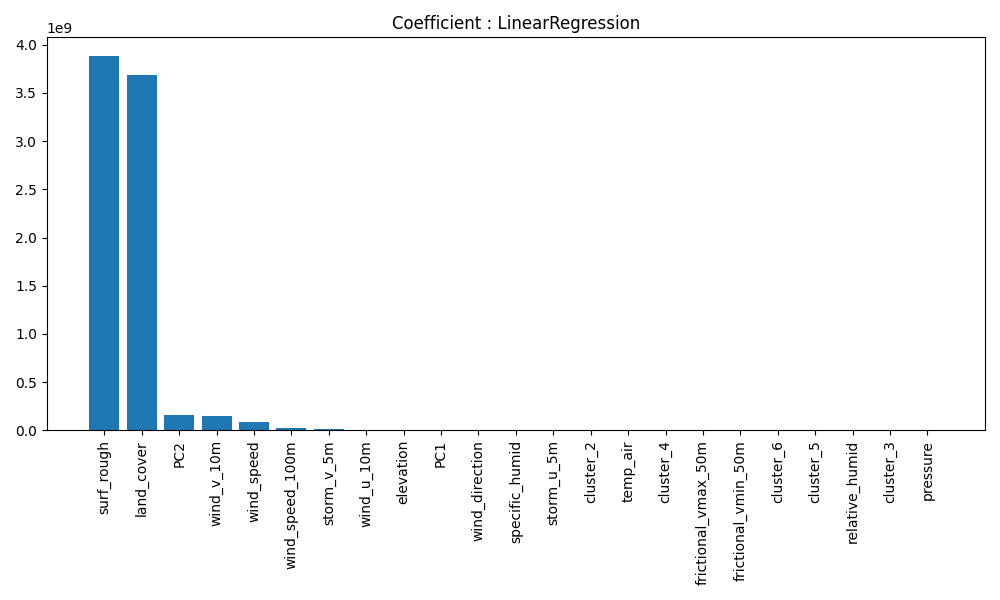 Coefficient : LinearRegression
1e9
4.0
3.5
3.0
2.5
2.0
1.5
1.0
0.5
0.0
surf_rough
land_cover
PC2
wind_v_10m
wind_speed
wind_speed_100m
storm_v_5m
wind_u_10m
elevation
PC1
wind_direction
specific_humid
storm_u_5m
cluster_2
temp_air
cluster_4
frictional_vmax_50m
frictional_vmin_50m
cluster_6
cluster_5
relative_humid
cluster_3
pressure